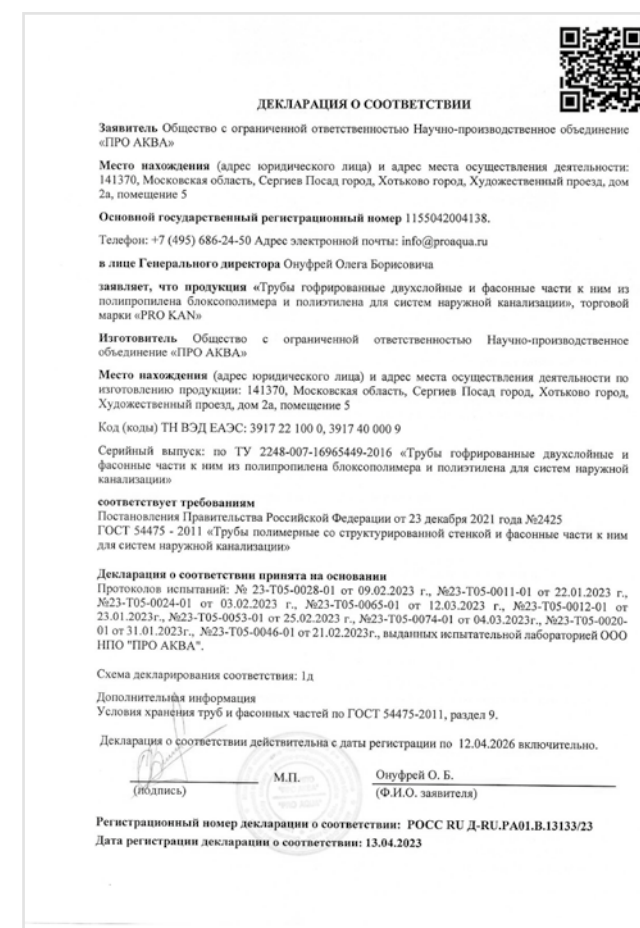 ДЕКЛАРАЦИЯ О СООТВЕТСТВИИ
Заявитель Общество с ограниченной ответственностью Научно-производственное объединение
«ПРО АКВА»
Место нахождения (адрес юридического лица) и адрес места осуществления деятельности:
141370, Московская область, Сергиев Посад город, Хотьково город, Художественный проезд, дом
2а, помещение 5
Основной государственный регистрационный номер 1155042004138.
Телефон: +7 (495) 686-24-50 Адрес электронной почты: info@proaqua.ru
в лице Генерального директора Онуфрей Олега Борисовича
заявляет, что продукция «Трубы гофрированные двухслойные и фасонные части к ним из
полипропилена блоксополимера и полиэтилена для систем наружной канализации», торговой
марки «PRO KAN»
Изготовитель Общество с ограниченной ответственностью Научно-производственное
объединение «ПРО АКВА»
Место нахождения (адрес юридического лица) и адрес места осуществления деятельности по
изготовлению продукции: 141370, Московская область, Сергиев Посад город, Хотьково город,
Художественный проезд, дом 2а, помещение 5
Код (коды) ТН ВЭД ЕАЭС: 3917 22 100 0, 3917 40 000 9
Серийный выпуск: по ТУ 2248-007-16965449-2016 «Трубы гофрированные двухслойные и
фасонные части к ним из полипропилена блоксополимера и полиэтилена для систем наружной
канализации»
соответствует требованиям
Постановления Правительства Российской Федерации от 23 декабря 2021 года №2425
ГОСТ 54475 - 2011 «Трубы полимерные со структурированной стенкой и фасонные части к ним
для систем наружной канализации»
Декларация о соответствии принята на основании
Протоколов испытаний: № 23-Т05-0028-01 от 09.02.2023 г., №23-Т05-0011-01 от 22.01.2023 г.,
№23-Т05-0024-01 от 03.02.2023 г., №23-Т05-0065-01 от 12.03.2023 г., №23-Т05-0012-01 от
23.01.2023г., №23-Т05-0053-01 от 25.02.2023 г., №23-Т05-0074-01 от 04.03.2023г., №23-Т05-0020-
01 от 31.01.2023г., №23-Т05-0046-01 от 21.02.2023г., выданных испытательной лабораторией ООО
НПО "ПРО АКВА".
Схема декларирования соответствия: 1д
Дополнительная информация
Условия хранения труб и фасонных частей по ГОСТ 54475-2011, раздел 9.
Декларация о соответствии действительна с даты регистрации по 12.04.2026 включительно.
М.П. Онуфрей О. Б.
(подпись) (Ф.И.О. заявителя)
Регистрационный номер декларации о соответствии: РОСС RU Д-RU.РА01.В.13133/23
Дата регистрации декларации о соответствии: 13.04.2023